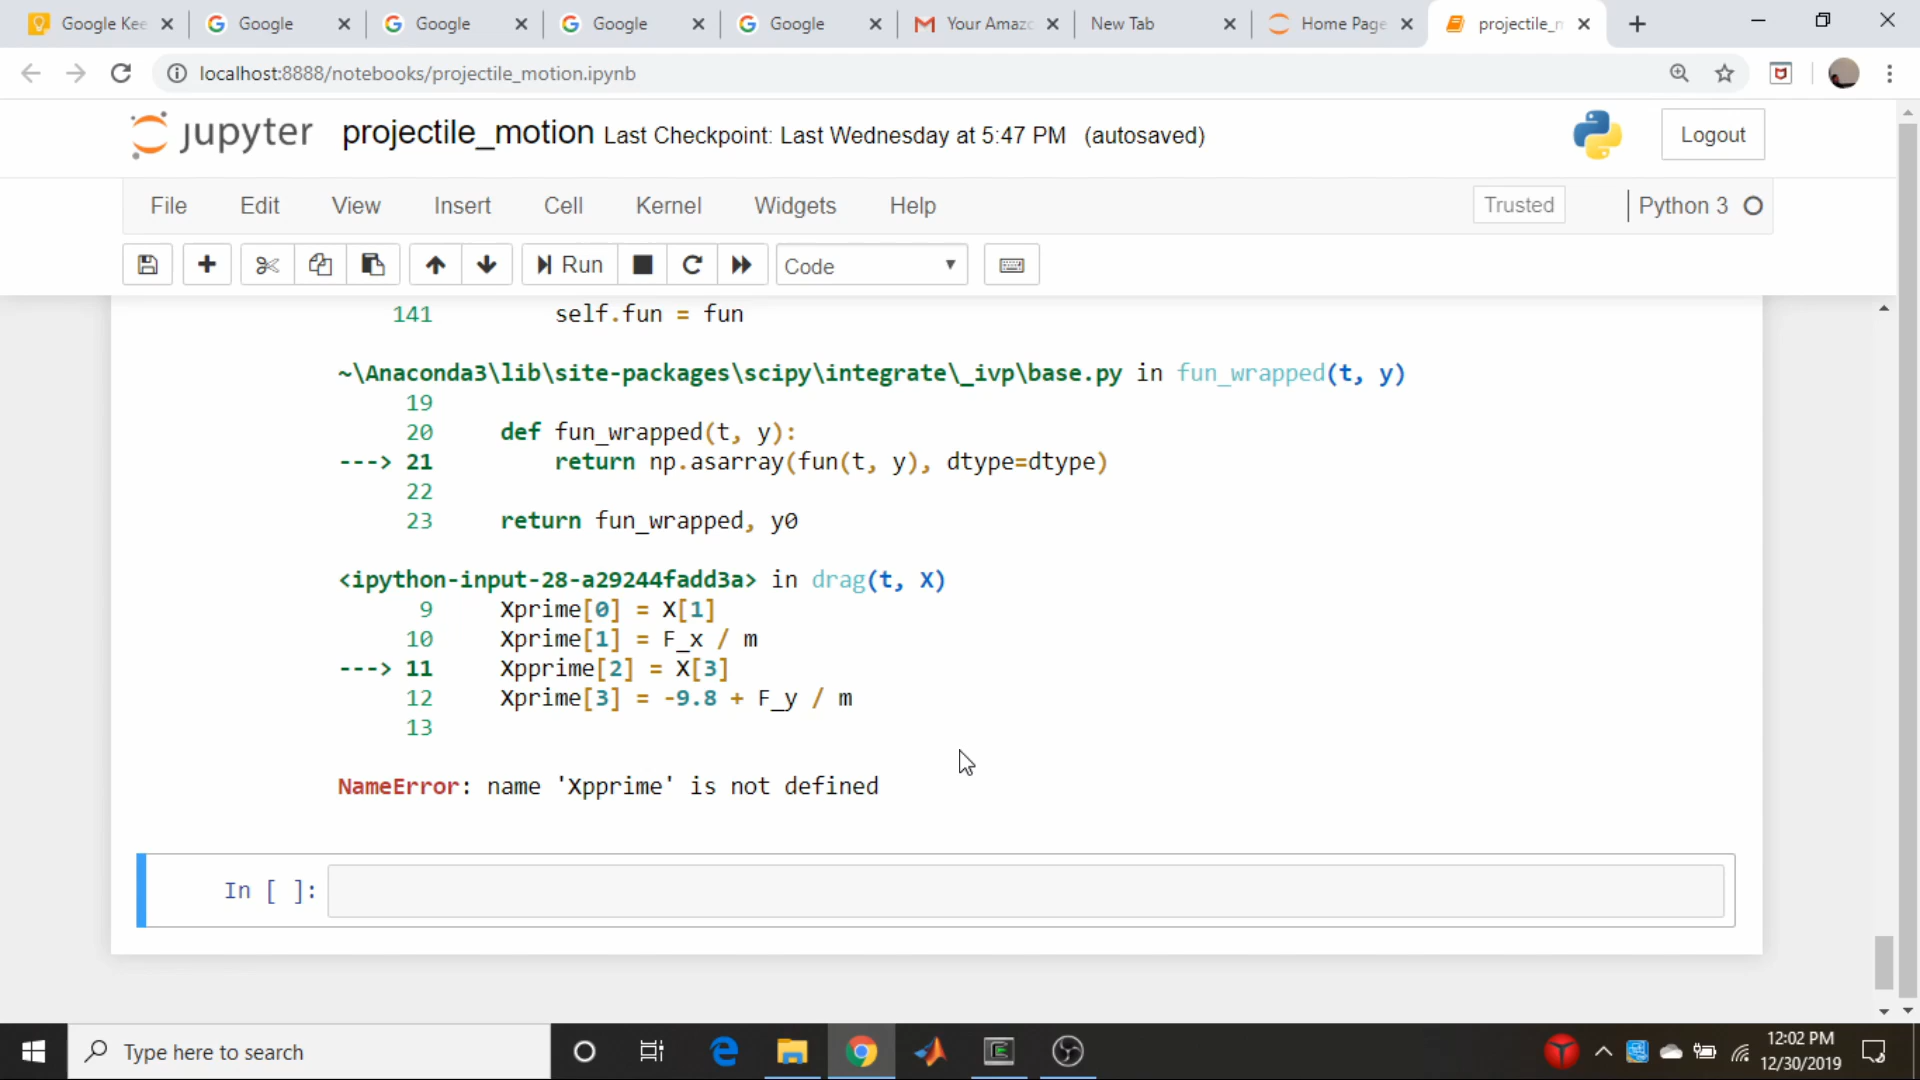 Google Kee
Google
Google
Google
Google
Your Amazo
New Tab
Home Page
projectile_m
localhost:8888/notebooks/projectile_motion.ipynb
jupyter projectile_motion Last Checkpoint: Last Wednesday at 5:47 PM (autosaved)
Logout
File Edit View Insert Cell Kernel Widgets Help
Trusted
Python 3
Run
Code
141 self.fun = fun
~\Anaconda3\lib\site-packages\scipy\integrate\_ivp\base.py in fun_wrapped(t, y)
19
20 def fun_wrapped(t, y):
---> 21 return np.asarray(fun(t, y), dtype=dtype)
22
23 return fun_wrapped, y0
<ipython-input-28-a29244fadd3a> in drag(t, X)
9 Xprime[0] = X[1]
10 Xprime[1] = F_x / m
---> 11 Xpprime[2] = X[3]
12 Xprime[3] = -9.8 + F_y / m
13
NameError: name 'Xpprime' is not defined
In [ ]:
Type here to search
12:02 PM
12/30/2019